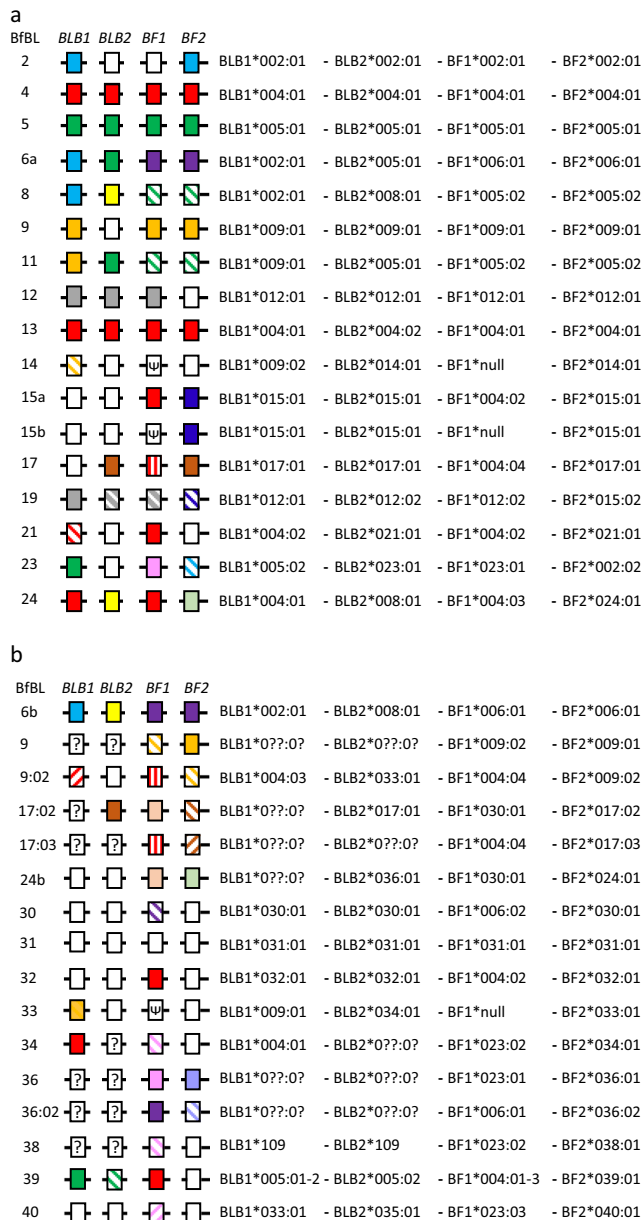 a
BfBL BLB1 BLB2 BF1 BF2
2 BLB1*002:01 - BLB2*002:01 - BF1*002:01 - BF2*002:01
4 BLB1*004:01 - BLB2*004:01 - BF1*004:01 - BF2*004:01
5 BLB1*005:01 - BLB2*005:01 - BF1*005:01 - BF2*005:01
6a BLB1*002:01 - BLB2*005:01 - BF1*006:01 - BF2*006:01
8 BLB1*002:01 - BLB2*008:01 - BF1*005:02 - BF2*005:02
9 BLB1*009:01 - BLB2*009:01 - BF1*009:01 - BF2*009:01
11 BLB1*009:01 - BLB2*005:01 - BF1*005:02 - BF2*005:02
12 BLB1*012:01 - BLB2*012:01 - BF1*012:01 - BF2*012:01
13 BLB1*004:01 - BLB2*004:02 - BF1*004:01 - BF2*004:01
14 Ψ BLB1*009:02 - BLB2*014:01 - BF1*null - BF2*014:01
15a BLB1*015:01 - BLB2*015:01 - BF1*004:02 - BF2*015:01
15b Ψ BLB1*015:01 - BLB2*015:01 - BF1*null - BF2*015:01
17 BLB1*017:01 - BLB2*017:01 - BF1*004:04 - BF2*017:01
19 BLB1*012:01 - BLB2*012:02 - BF1*012:02 - BF2*015:02
21 BLB1*004:02 - BLB2*021:01 - BF1*004:02 - BF2*021:01
23 BLB1*005:02 - BLB2*023:01 - BF1*023:01 - BF2*002:02
24 BLB1*004:01 - BLB2*008:01 - BF1*004:03 - BF2*024:01
b
BfBL BLB1 BLB2 BF1 BF2
6b BLB1*002:01 - BLB2*008:01 - BF1*006:01 - BF2*006:01
9 ? ? BLB1*0??:0? - BLB2*0??:0? - BF1*009:02 - BF2*009:01
9:02 BLB1*004:03 - BLB2*033:01 - BF1*004:04 - BF2*009:02
17:02 ? BLB1*0??:0? - BLB2*017:01 - BF1*030:01 - BF2*017:02
17:03 ? ? BLB1*0??:0? - BLB2*0??:0? - BF1*004:04 - BF2*017:03
24b BLB1*0??:0? - BLB2*036:01 - BF1*030:01 - BF2*024:01
30 BLB1*030:01 - BLB2*030:01 - BF1*006:02 - BF2*030:01
31 BLB1*031:01 - BLB2*031:01 - BF1*031:01 - BF2*031:01
32 BLB1*032:01 - BLB2*032:01 - BF1*004:02 - BF2*032:01
33 Ψ BLB1*009:01 - BLB2*034:01 - BF1*null - BF2*033:01
34 ? BLB1*004:01 - BLB2*0??:0? - BF1*023:02 - BF2*034:01
36 ? ? BLB1*0??:0? - BLB2*0??:0? - BF1*023:01 - BF2*036:01
36:02 ? ? BLB1*0??:0? - BLB2*0??:0? - BF1*006:01 - BF2*036:02
38 ? ? BLB1*109 - BLB2*109 - BF1*023:02 - BF2*038:01
39 BLB1*005:01-2 - BLB2*005:02 - BF1*004:01-3 - BF2*039:01
40 BLB1*033:01 - BLB2*035:01 - BF1*023:03 - BF2*040:01